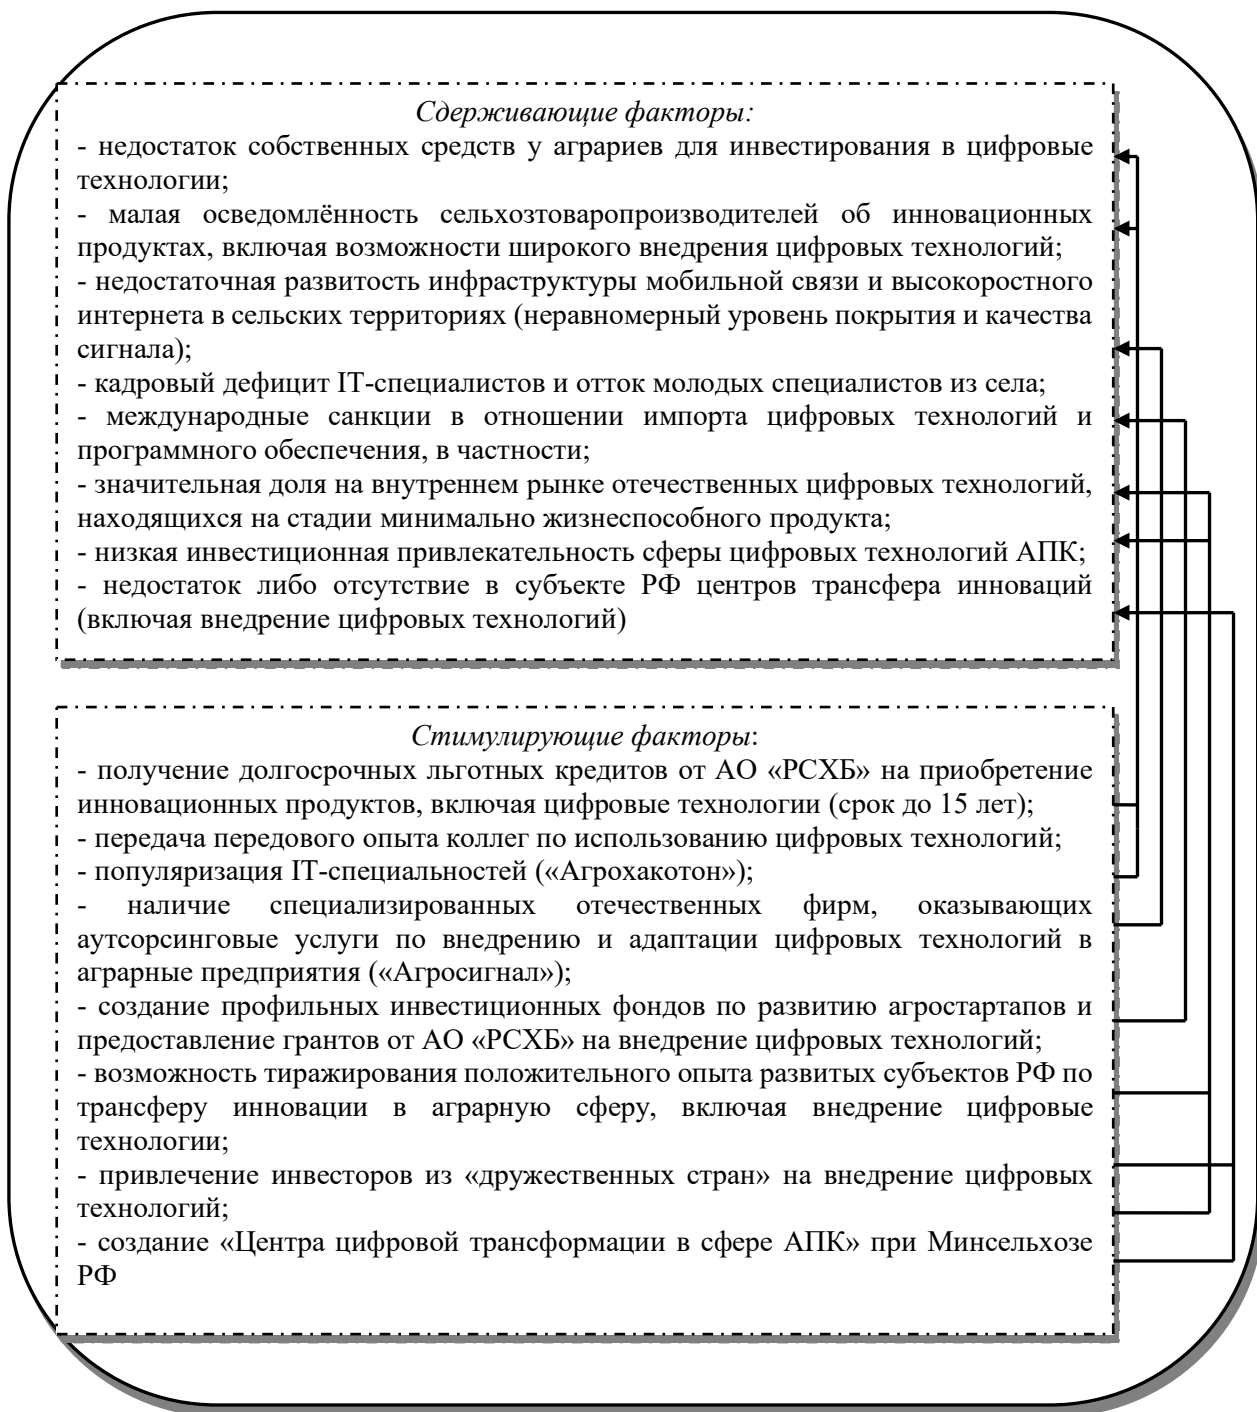 Сдерживающие факторы:
- недостаток собственных средств у аграриев для инвестирования в цифровые
технологии;
- малая осведомлённость сельхозтоваропроизводителей об инновационных
продуктах, включая возможности широкого внедрения цифровых технологий;
- недостаточная развитость инфраструктуры мобильной связи и высокоростного
интернета в сельских территориях (неравномерный уровень покрытия и качества
сигнала);
- кадровый дефицит IT-специалистов и отток молодых специалистов из села;
- международные санкции в отношении импорта цифровых технологий и
программного обеспечения, в частности;
- значительная доля на внутреннем рынке отечественных цифровых технологий,
находящихся на стадии минимально жизнеспособного продукта;
- низкая инвестиционная привлекательность сферы цифровых технологий АПК;
- недостаток либо отсутствие в субъекте РФ центров трансфера инноваций
(включая внедрение цифровых технологий)
Стимулирующие факторы:
- получение долгосрочных льготных кредитов от АО «РСХБ» на приобретение
инновационных продуктов, включая цифровые технологии (срок до 15 лет);
- передача передового опыта коллег по использованию цифровых технологий;
- популяризация IT-специальностей («Агрохакотон»);
- наличие специализированных отечественных фирм, оказывающих
аутсорсинговые услуги по внедрению и адаптации цифровых технологий в
аграрные предприятия («Агросигнал»);
- создание профильных инвестиционных фондов по развитию агростартапов и
предоставление грантов от АО «РСХБ» на внедрение цифровых технологий;
- возможность тиражирования положительного опыта развитых субъектов РФ по
трансферу инновации в аграрную сферу, включая внедрение цифровые
технологии;
- привлечение инвесторов из «дружественных стран» на внедрение цифровых
технологий;
- создание «Центра цифровой трансформации в сфере АПК» при Минсельхозе
РФ